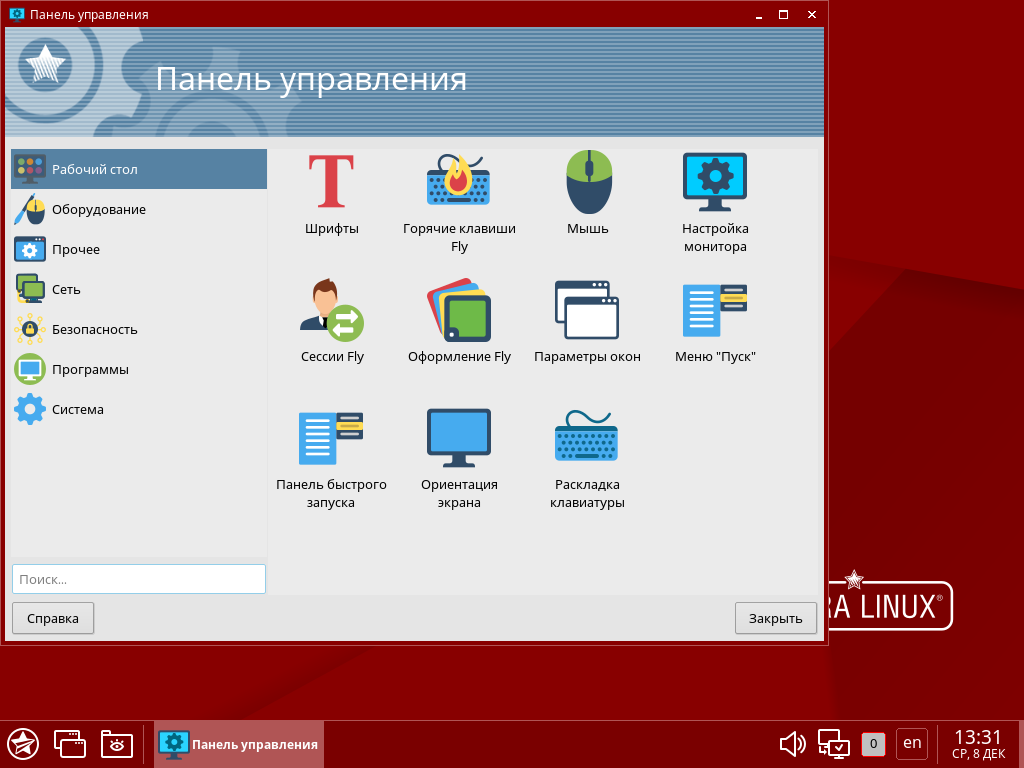 Панель управления
Панель управления
Рабочий стол
Оборудование
Прочее
Сеть
Безопасность
Программы
Система
Шрифты
Горячие клавиши
Fly
Мышь
Настройка
монитора
Сессии Fly
Оформление Fly
Параметры окон
Меню "Пуск"
Панель быстрого
запуска
Ориентация
экрана
Раскладка
клавиатуры
Поиск...
Справка
Закрыть
RA LINUX®
Панель управления
0
en
13:31
СР, 8 ДЕК